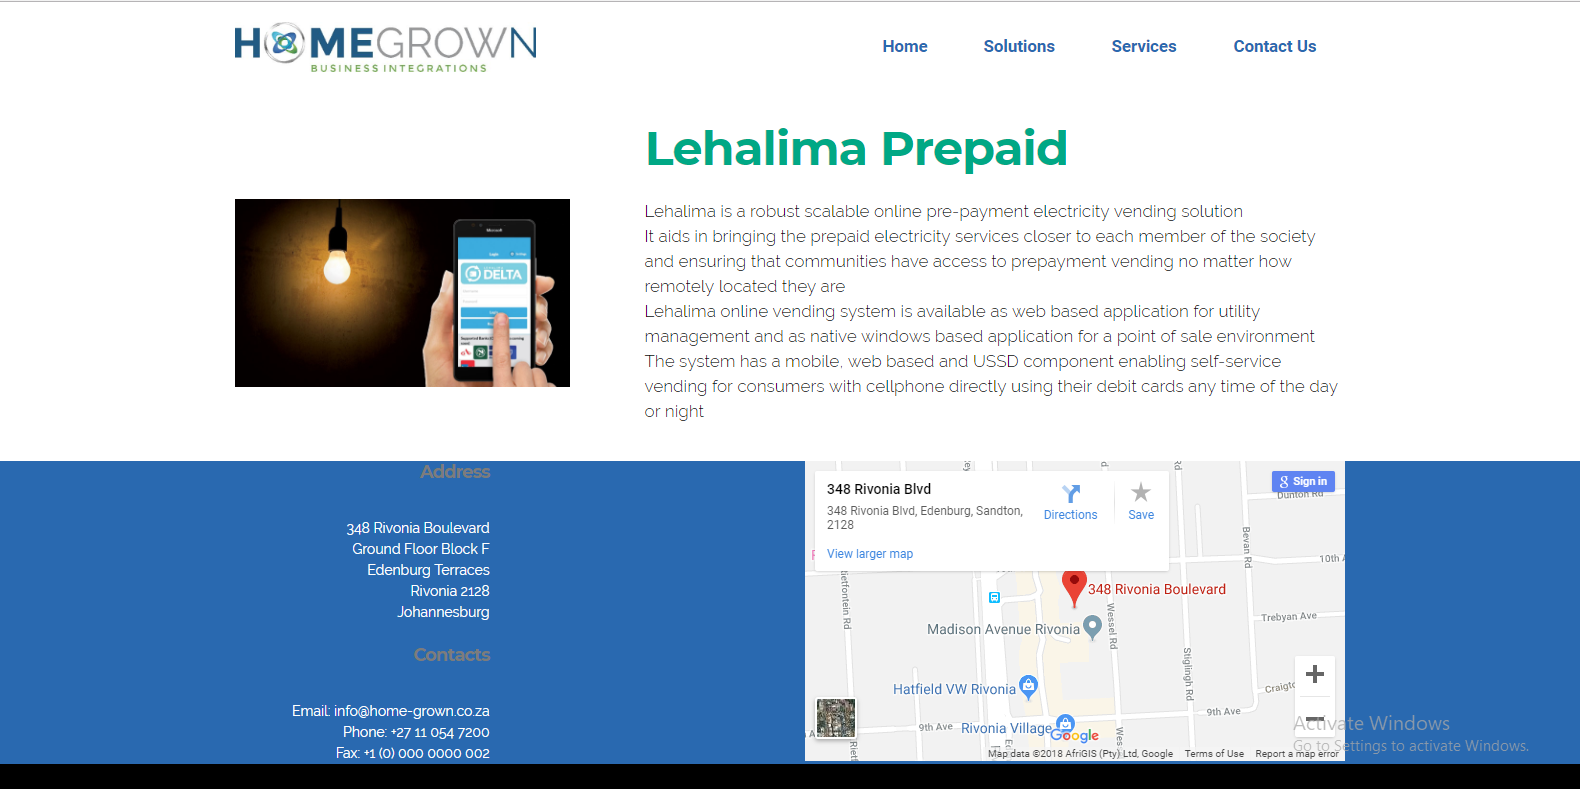 HOMEGROWN
BUSINESS INTEGRATIONS
Home
Solutions
Services
Contact Us
Lehalima Prepaid
Lehalima is a robust scalable online pre-payment electricity vending solution
It aids in bringing the prepaid electricity services closer to each member of the society
and ensuring that communities have access to prepayment vending no matter how
remotely located they are
Lehalima online vending system is available as web based application for utility
management and as native windows based application for a point of sale environment
The system has a mobile, web based and USSD component enabling self-service
vending for consumers with cellphone directly using their debit cards any time of the day
or night
Microsoft
Login
DELTA
Address
348 Rivonia Boulevard
Ground Floor Block F
Edenburg Terraces
Rivonia 2128
Johannesburg
Contacts
Email: info@home-grown.co.za
Phone: +27 11 054 7200
Fax: +1 (0) 000 0000 002
348 Rivonia Blvd
348 Rivonia Blvd, Edenburg, Sandton,
2128
Directions
Save
View larger map
Sign in
Dunton Rd
Bevan Rd
10th A
348 Rivonia Boulevard
Madison Avenue Rivonia
Wessel Rd
Trebyan Ave
Stiglingh Rd
Hatfield VW Rivonia
Craigto
9th Ave
9th Ave
Rivonia Village
Wes
Rietfontein Rd
Riet
Google
Map data ©2018 AfriGIS (Pty) Ltd, Google
Terms of Use
Report a map error
Activate Windows
Go to Settings to activate Windows.